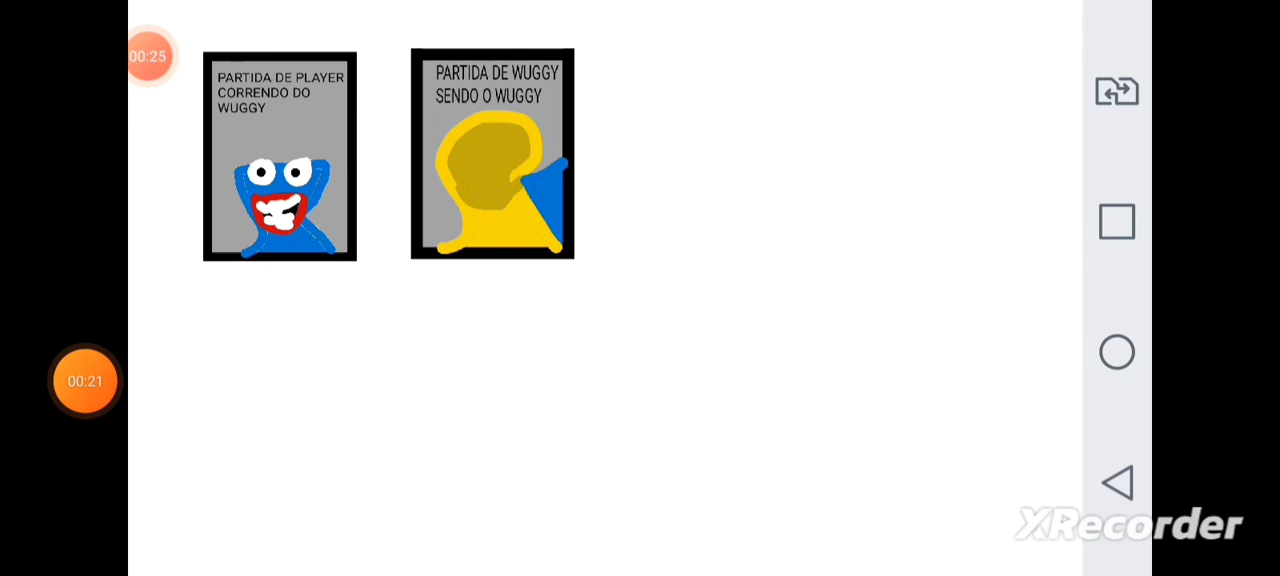 00:25
PARTIDA DE PLAYER
CORRENDO DO
WUGGY
PARTIDA DE WUGGY
SENDO O WUGGY
00:21
XRecorder